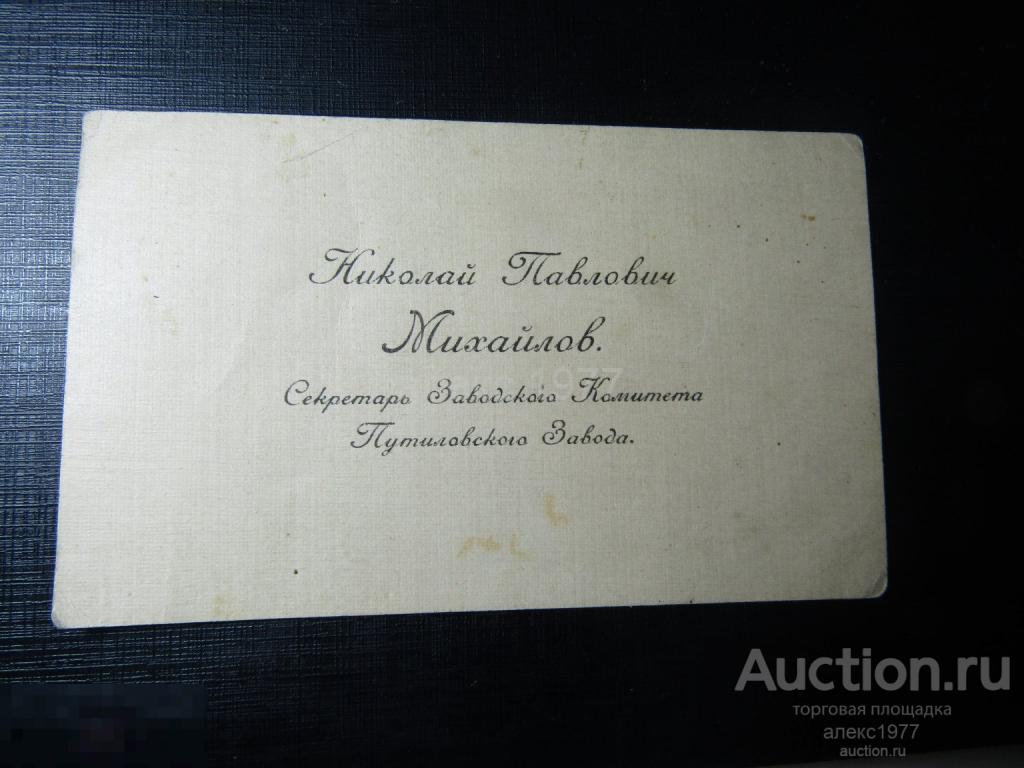 Николай Павлович
Михайлов.
Секретарь Заводского Комитета
Путиловского Завода.
Auction.ru
торговая площадка
алекс1977
auction.ru